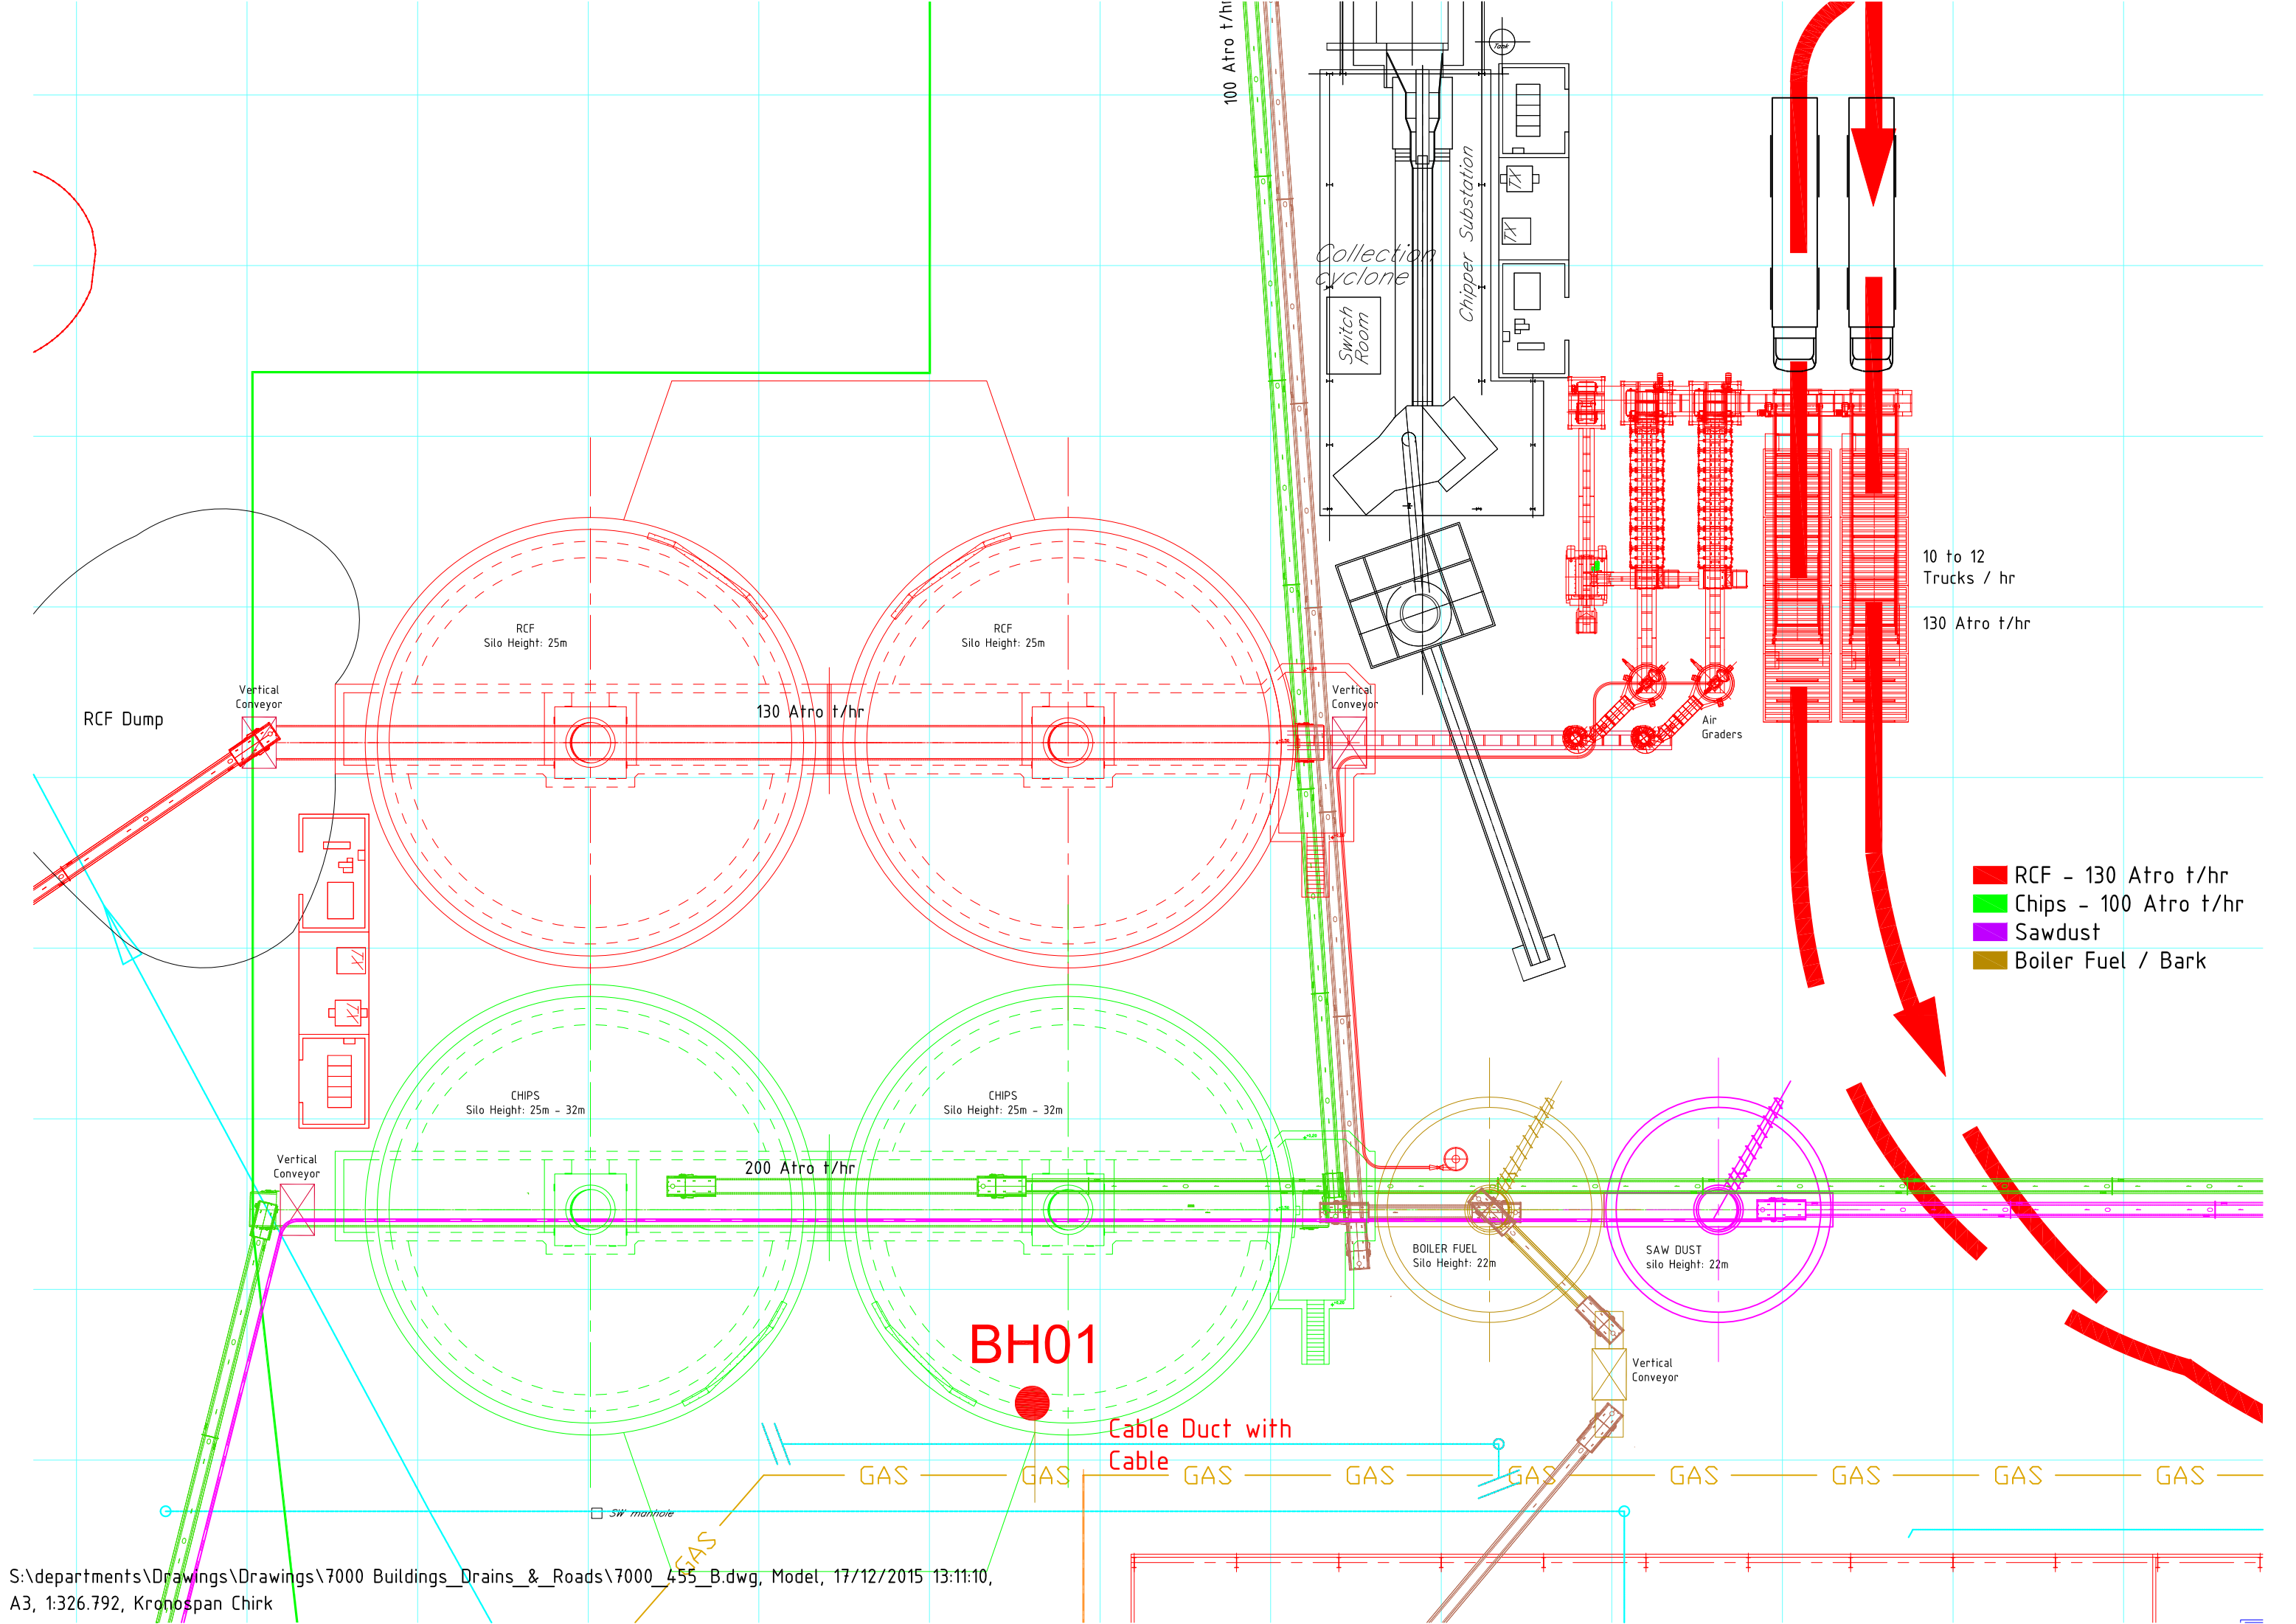 100 Atro t/hr
Tank
TX
TX
Collection
cyclone
Chipper Substation
Switch
Room
10 to 12
Trucks / hr
130 Atro t/hr
RCF
Silo Height: 25m
RCF
Silo Height: 25m
Vertical
Conveyor
RCF Dump
130 Atro t/hr
Vertical
Conveyor
Air
Graders
RCF - 130 Atro t/hr
Chips - 100 Atro t/hr
Sawdust
Boiler Fuel / Bark
TX
TX
CHIPS
Silo Height: 25m - 32m
CHIPS
Silo Height: 25m - 32m
Vertical
Conveyor
200 Atro t/hr
BOILER FUEL
Silo Height: 22m
SAW DUST
silo Height: 22m
BH01
Vertical
Conveyor
Cable Duct with
Cable
GAS GAS GAS GAS GAS GAS GAS GAS GAS
SW manhole
GAS
S:\departments\Drawings\Drawings\7000 Buildings_Drains_&_Roads\7000_455_B.dwg, Model, 17/12/2015 13:11:10,
A3, 1:326.792, Kronospan Chirk